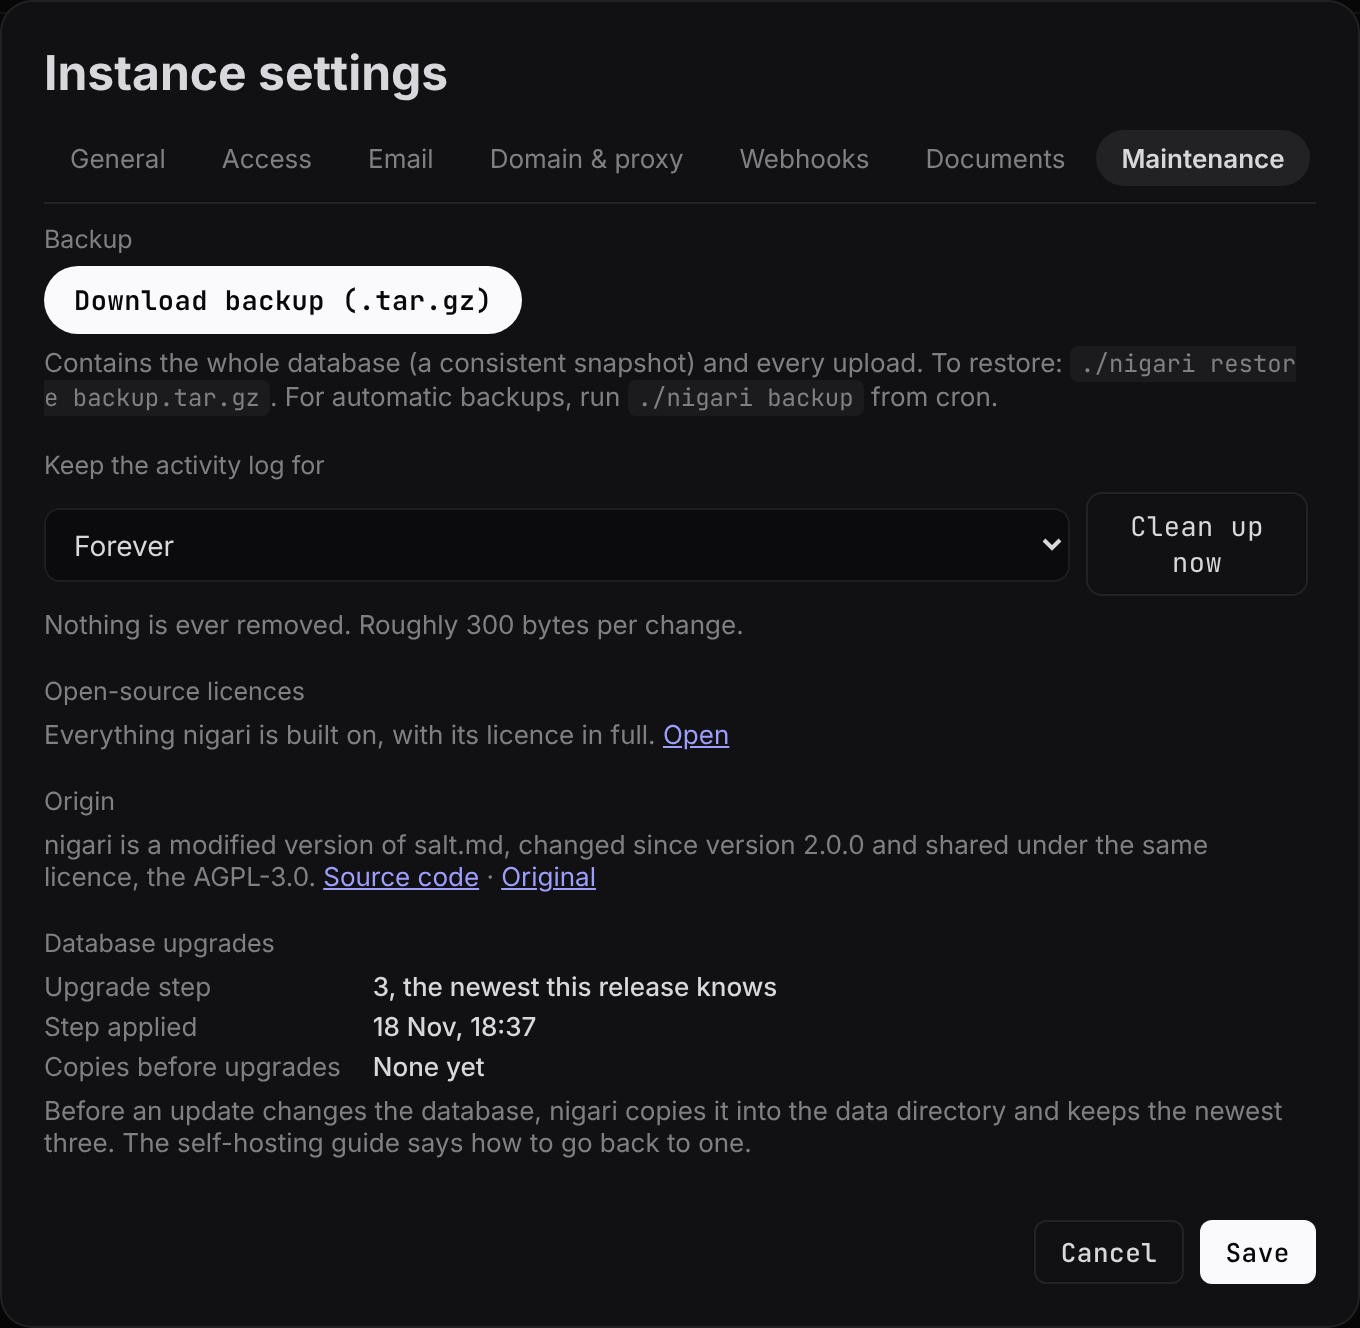 Instance settings
General Access Email Domain & proxy Webhooks Documents Maintenance
Backup
Download backup (.tar.gz)
Contains the whole database (a consistent snapshot) and every upload. To restore: ./nigari restor
e backup.tar.gz. For automatic backups, run ./nigari backup from cron.
Keep the activity log for
Forever
Clean up
now
Nothing is ever removed. Roughly 300 bytes per change.
Open-source licences
Everything nigari is built on, with its licence in full. Open
Origin
nigari is a modified version of salt.md, changed since version 2.0.0 and shared under the same
licence, the AGPL-3.0. Source code · Original
Database upgrades
Upgrade step 3, the newest this release knows
Step applied 18 Nov, 18:37
Copies before upgrades None yet
Before an update changes the database, nigari copies it into the data directory and keeps the newest
three. The self-hosting guide says how to go back to one.
Cancel Save